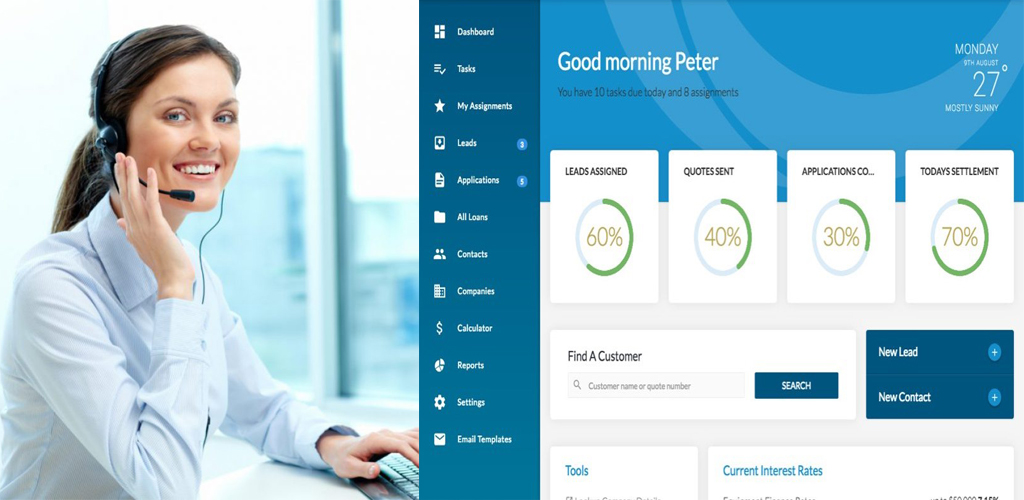 Dashboard
Tasks
My Assignments
Leads 3
Applications 5
All Loans
Contacts
Companies
Calculator
Reports
Settings
Email Templates
Good morning Peter
You have 10 tasks due today and 8 assignments
MONDAY
9TH AUGUST
27°
MOSTLY SUNNY
LEADS ASSIGNED
60%
QUOTES SENT
40%
APPLICATIONS CO...
30%
TODAYS SETTLEMENT
70%
Find A Customer
Customer name or quote number
SEARCH
New Lead +
New Contact +
Tools
Current Interest Rates